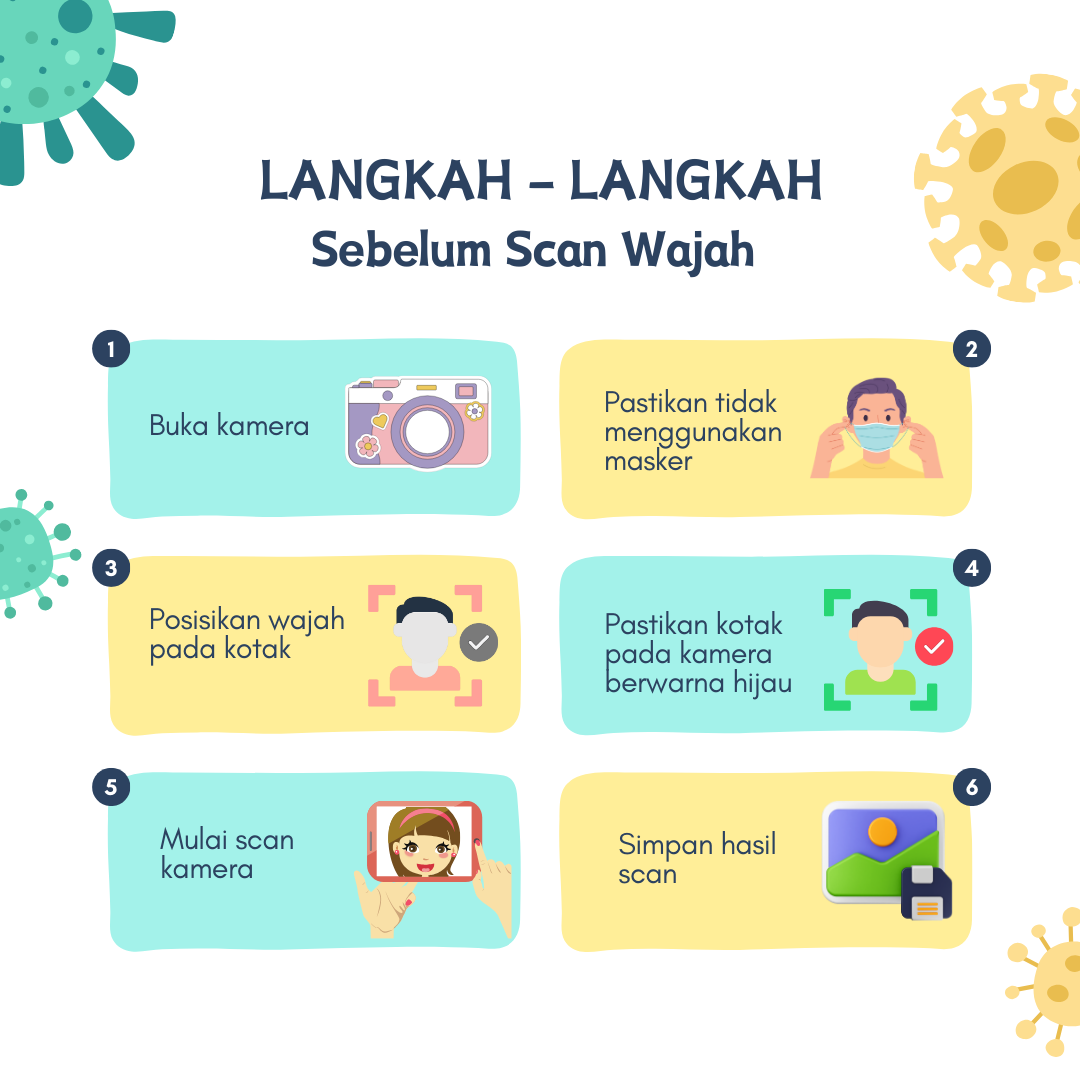 LANGKAH – LANGKAH
Sebelum Scan Wajah
1
Buka kamera
2
Pastikan tidak
menggunakan
masker
3
Posisikan wajah
pada kotak
4
Pastikan kotak
pada kamera
berwarna hijau
5
Mulai scan
kamera
6
Simpan hasil
scan